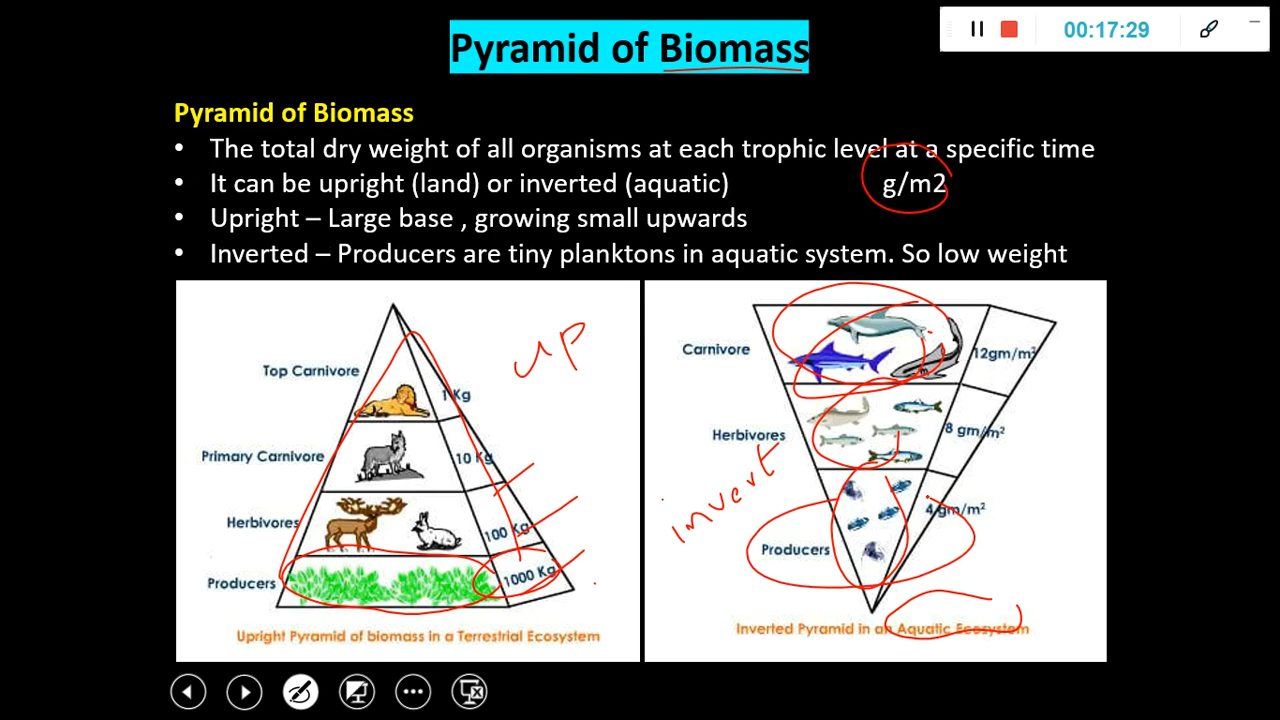 Pyramid of Biomass
00:17:29
Pyramid of Biomass
• The total dry weight of all organisms at each trophic level at a specific time
• It can be upright (land) or inverted (aquatic) g/m2
• Upright – Large base , growing small upwards
• Inverted – Producers are tiny planktons in aquatic system. So low weight
up
Top Carnivore
1 Kg
Primary Carnivore
10 Kg
Herbivores
100 Kg
Producers
1000 Kg
Upright Pyramid of biomass in a Terrestrial Ecosystem
Carnivore
12gm/m²
Herbivores
8 gm/m²
invert
4 gm/m²
Producers
Inverted Pyramid in an Aquatic Ecosystem